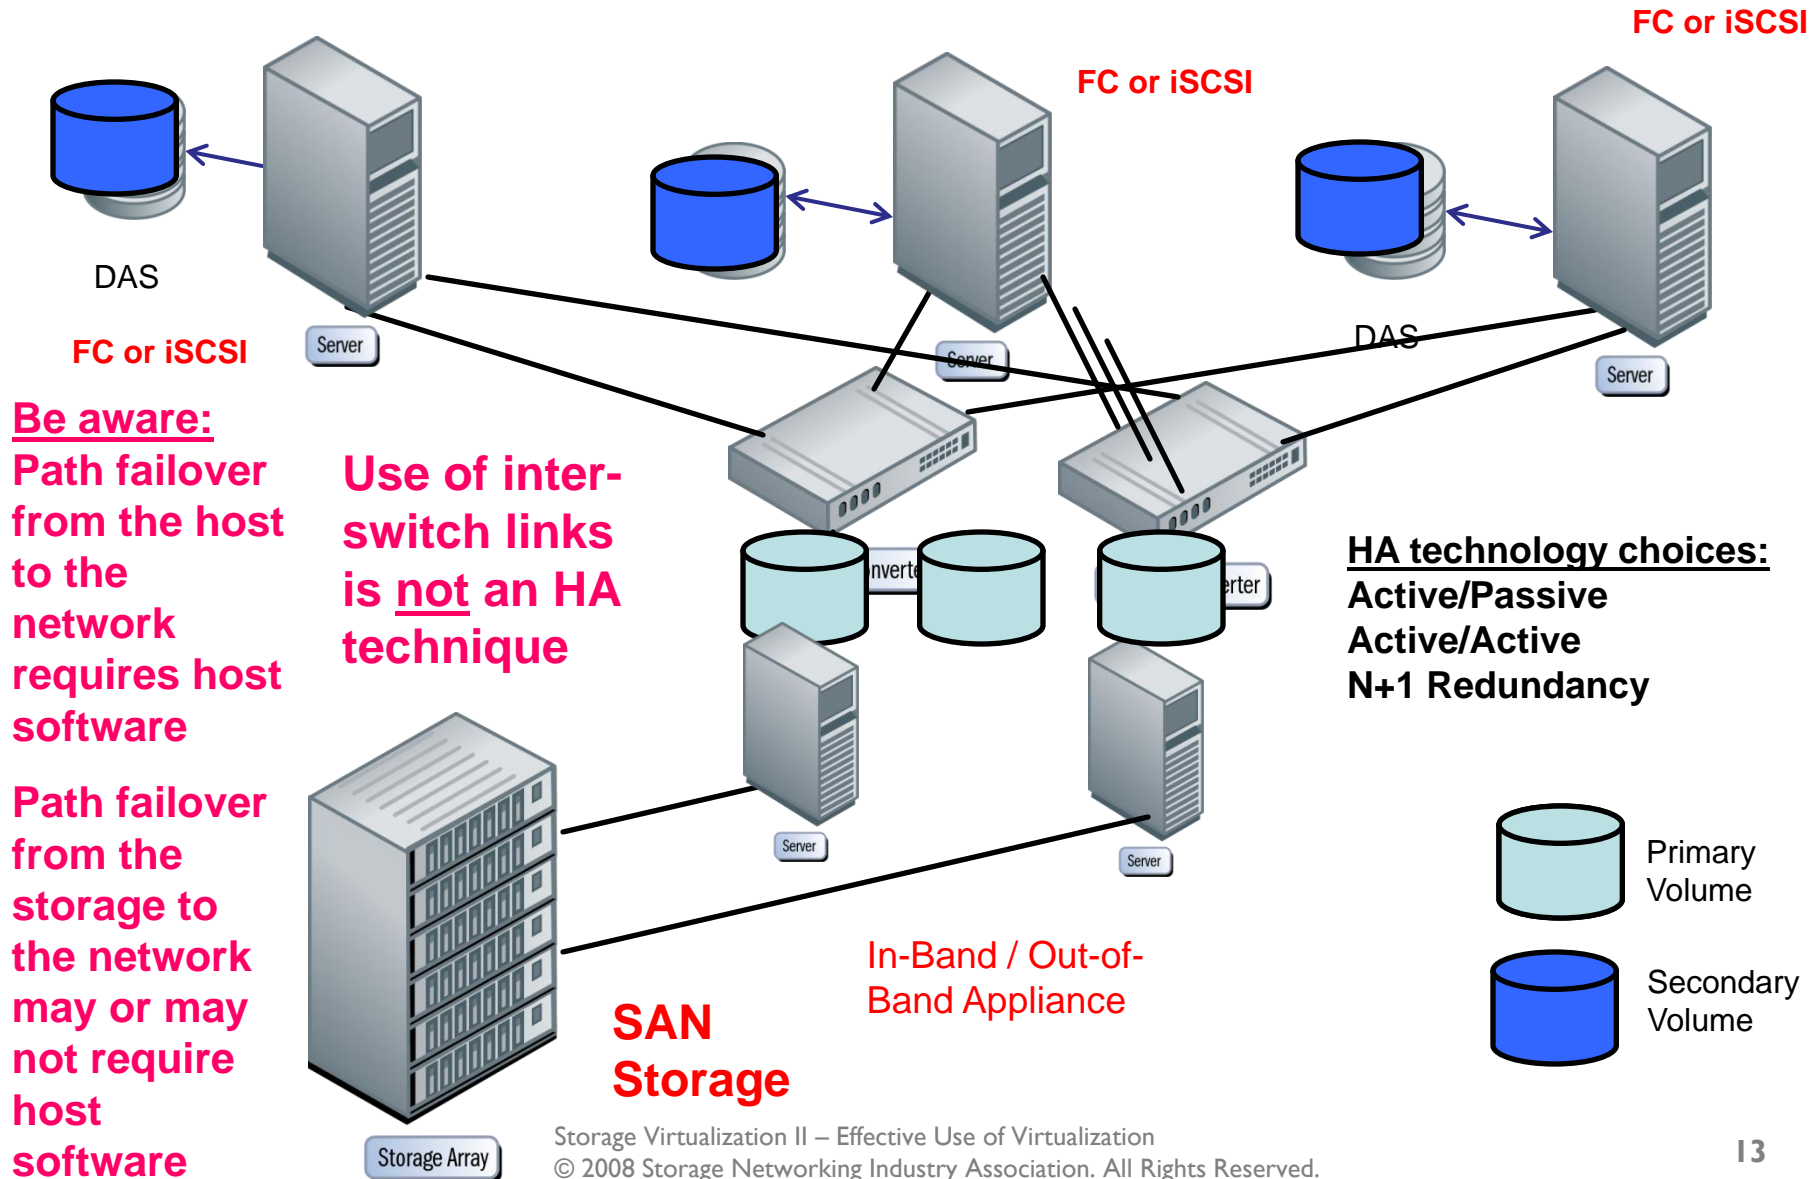 FC or iSCSI
FC or iSCSI
DAS
FC or iSCSI
Server
Server
DAS
Server
Be aware:
Path failover
from the host
to the
network
requires host
software
Path failover
from the
storage to
the network
may or may
not require
host
software
Use of inter-
switch links
is not an HA
technique
HA technology choices:
Active/Passive
Active/Active
N+1 Redundancy
Server
Server
Primary
Volume
Secondary
Volume
In-Band / Out-of-
Band Appliance
SAN
Storage
Storage Array
Storage Virtualization II – Effective Use of Virtualization
© 2008 Storage Networking Industry Association. All Rights Reserved.
13